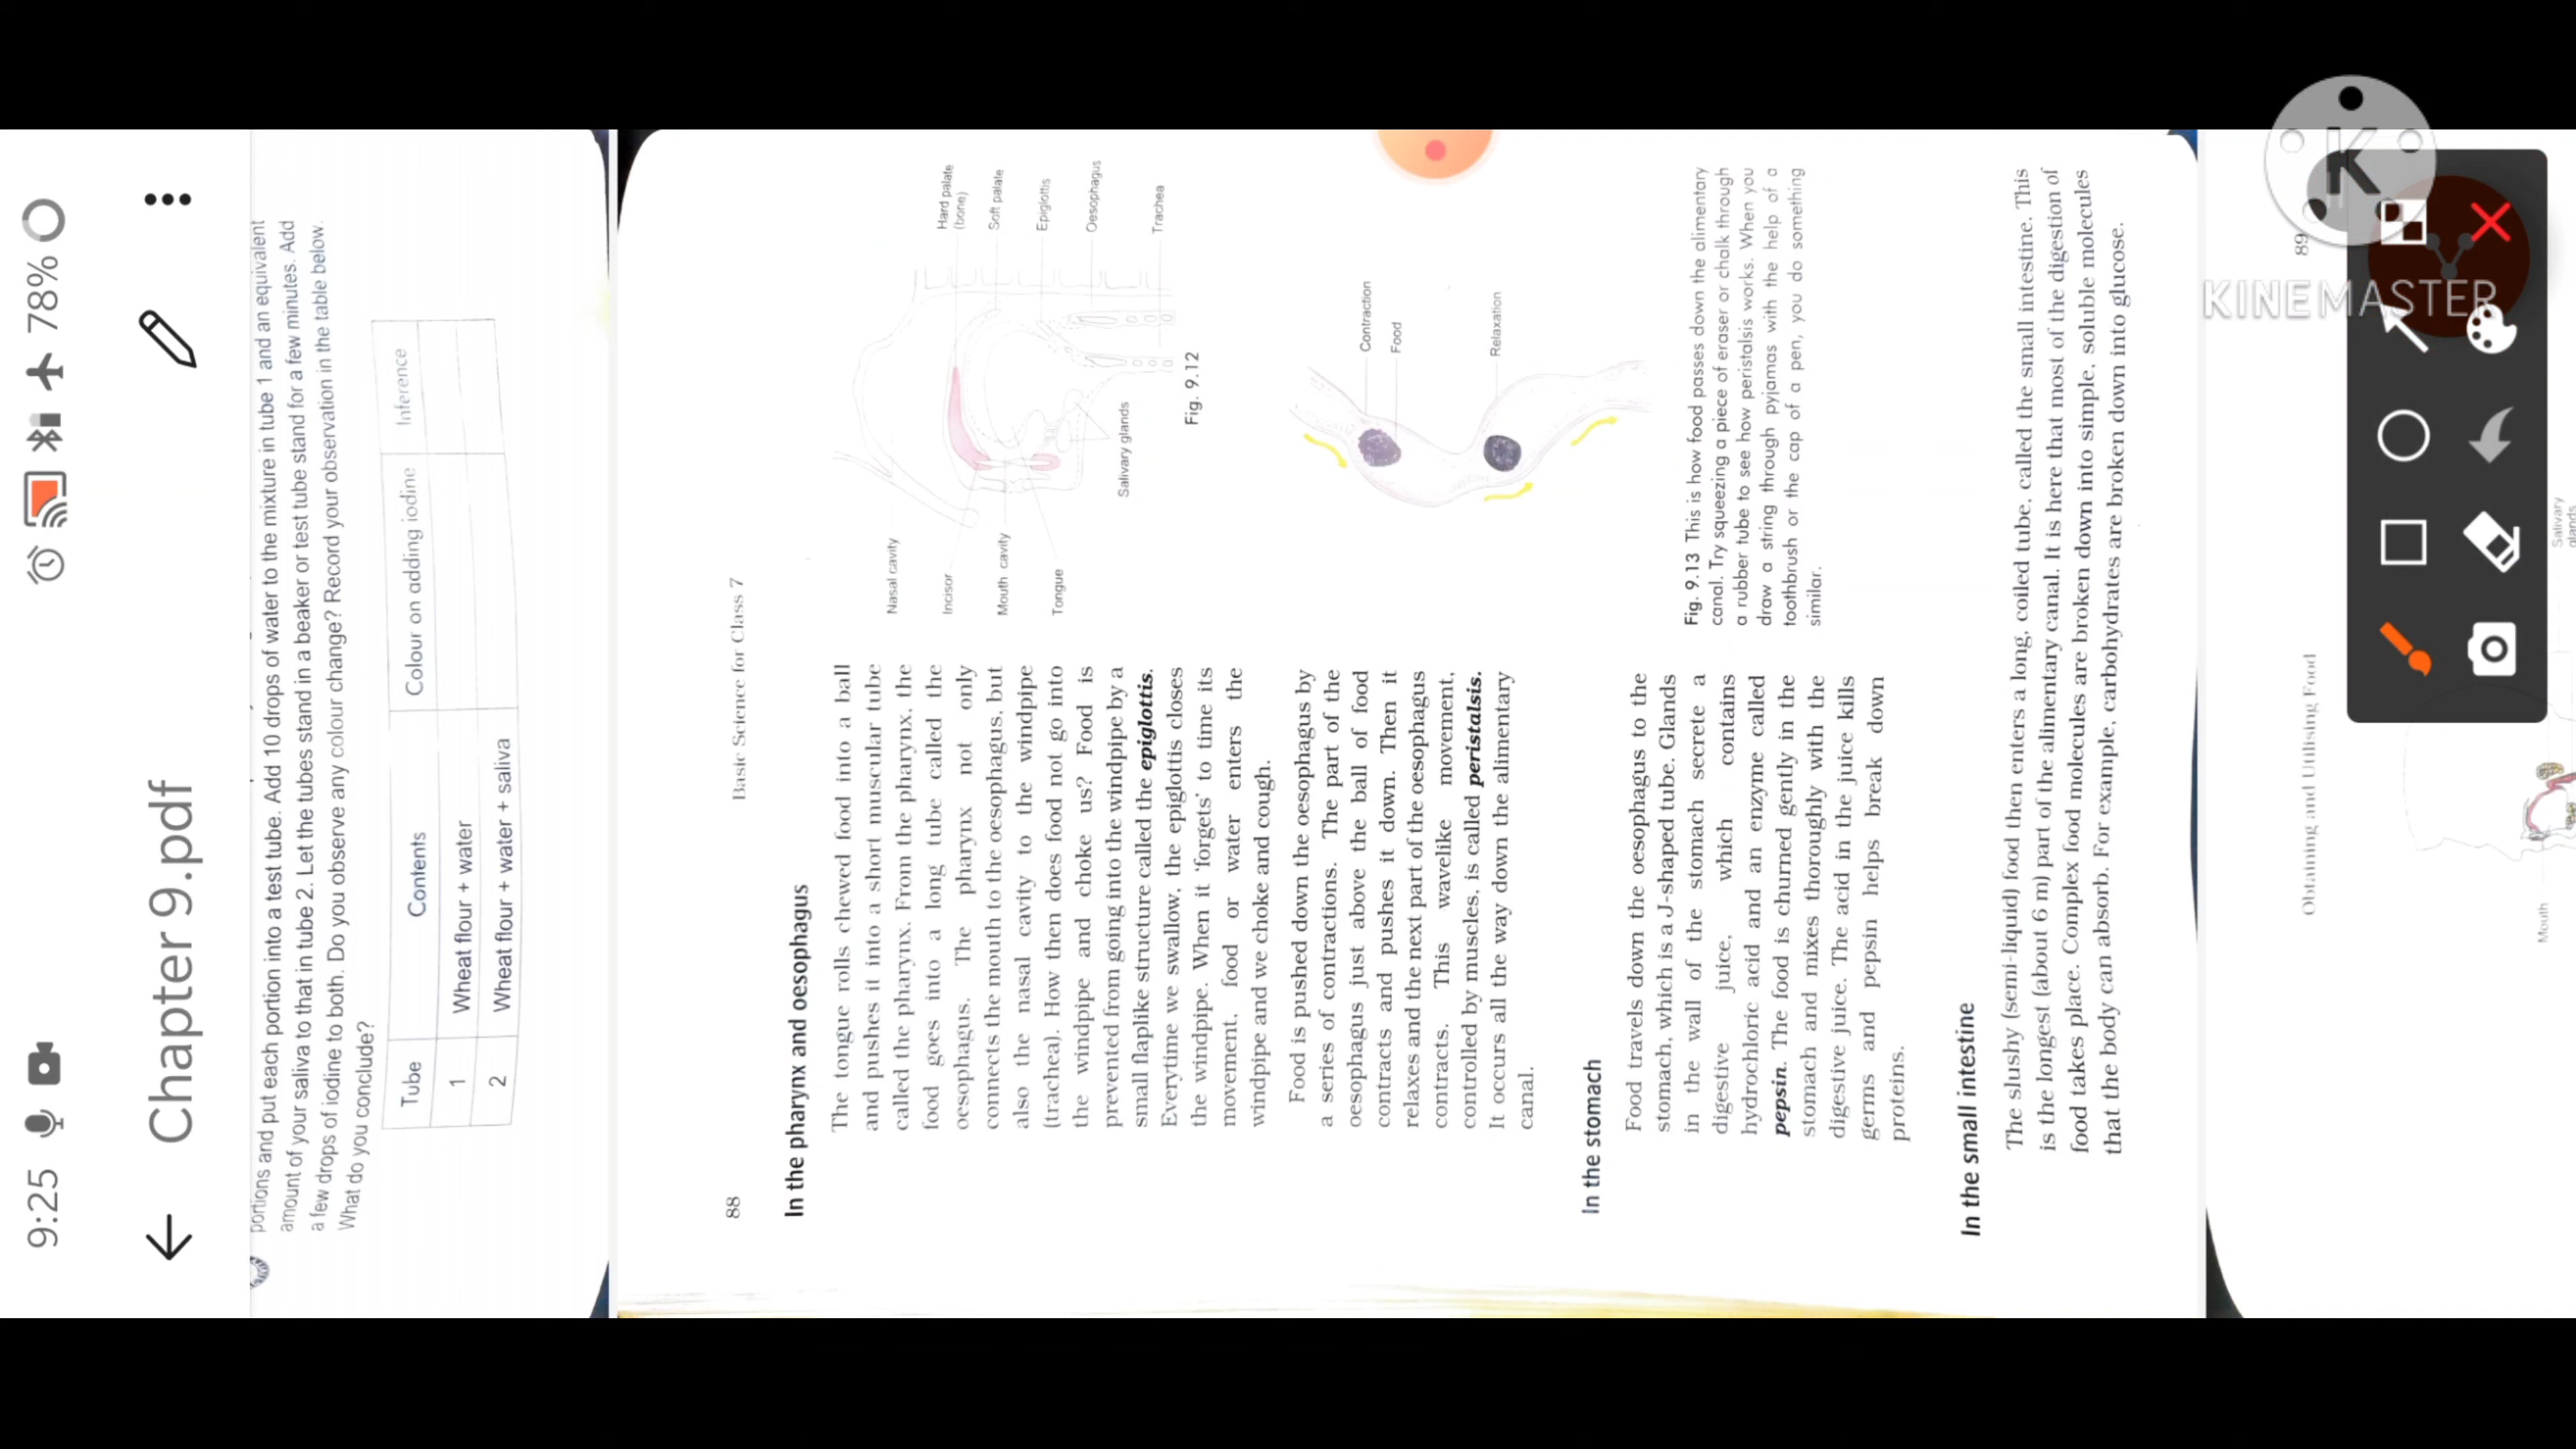 9:25
78%
Chapter 9.pdf
portions and put each portion into a test tube. Add 10 drops of water to the mixture in tube 1 and an equivalent
amount of your saliva to that in tube 2. Let the tubes stand in a beaker or test tube stand for a few minutes. Add
a few drops of iodine to both. Do you observe any colour change? Record your observation in the table below.
What do you conclude?
Tube Contents Colour on adding iodine Inference
1 Wheat flour + water
2 Wheat flour + water + saliva
88 Basic Science for Class 7
In the pharynx and oesophagus
The tongue rolls chewed food into a ball
and pushes it into a short muscular tube
called the pharynx. From the pharynx, the
food goes into a long tube called the
oesophagus. The pharynx not only
connects the mouth to the oesophagus, but
also the nasal cavity to the windpipe
(trachea). How then does food not go into
the windpipe and choke us? Food is
prevented from going into the windpipe by a
small flaplike structure called the epiglottis.
Everytime we swallow, the epiglottis closes
the windpipe. When it 'forgets' to time its
movement, food or water enters the
windpipe and we choke and cough.
Food is pushed down the oesophagus by
a series of contractions. The part of the
oesophagus just above the ball of food
contracts and pushes it down. Then it
relaxes and the next part of the oesophagus
contracts. This wavelike movement,
controlled by muscles, is called peristalsis.
It occurs all the way down the alimentary
canal.
Nasal cavity
Incisor
Mouth cavity
Tongue
Salivary glands
Hard palate
(bone)
Soft palate
Epiglottis
Oesophagus
Trachea
Fig. 9.12
Contraction
Food
Relaxation
Fig. 9.13 This is how food passes down the alimentary
canal. Try squeezing a piece of eraser or chalk through
a rubber tube to see how peristalsis works. When you
draw a string through pyjamas with the help of a
toothbrush or the cap of a pen, you do something
similar.
In the stomach
Food travels down the oesophagus to the
stomach, which is a J-shaped tube. Glands
in the wall of the stomach secrete a
digestive juice, which contains
hydrochloric acid and an enzyme called
pepsin. The food is churned gently in the
stomach and mixes thoroughly with the
digestive juice. The acid in the juice kills
germs and pepsin helps break down
proteins.
In the small intestine
The slushy (semi-liquid) food then enters a long, coiled tube, called the small intestine. This
is the longest (about 6 m) part of the alimentary canal. It is here that most of the digestion of
food takes place. Complex food molecules are broken down into simple, soluble molecules
that the body can absorb. For example, carbohydrates are broken down into glucose.
Obtaining and Utilising Food 89
Mouth
Salivary
glands
K
KINEMASTER